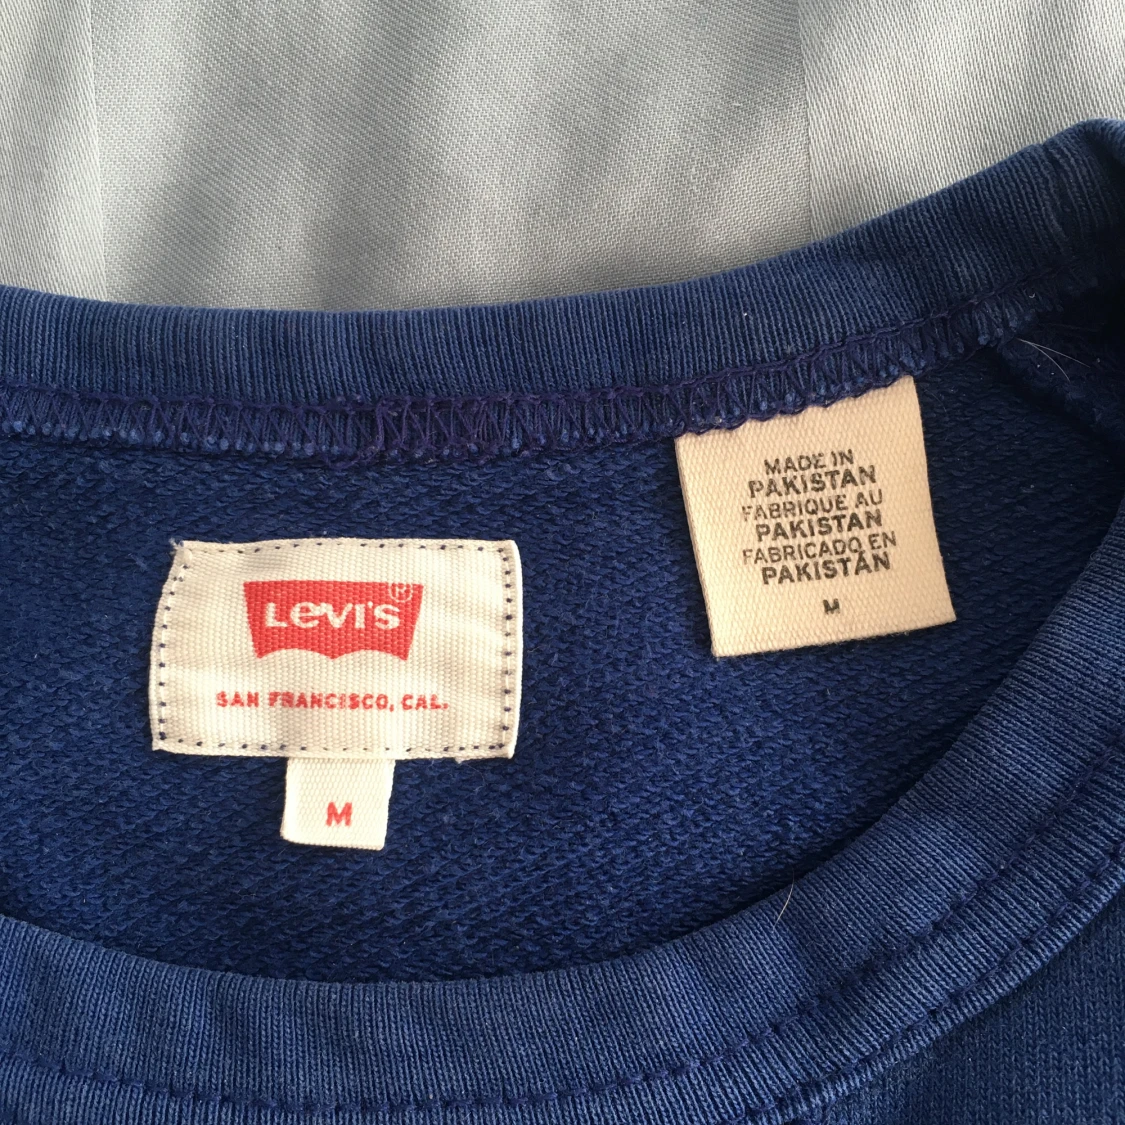 LEVI'S®
SAN FRANCISCO, CAL.
M
MADE IN
PAKISTAN
FABRIQUE AU
PAKISTAN
FABRICADO EN
PAKISTÁN
M